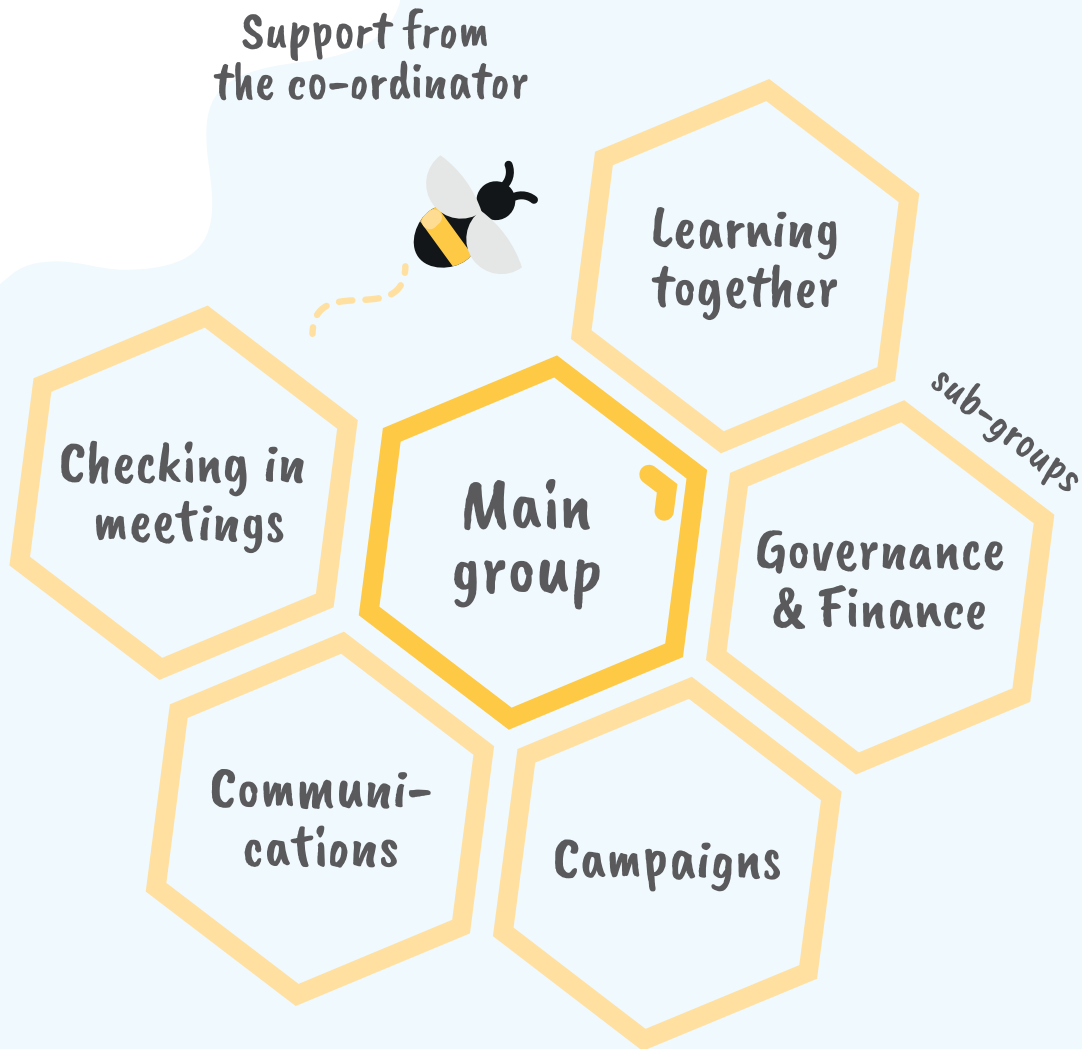 Support from
the co-ordinator
Learning
together
sub-groups
Checking in
meetings
Main
group
Governance
& Finance
Communi-
cations
Campaigns